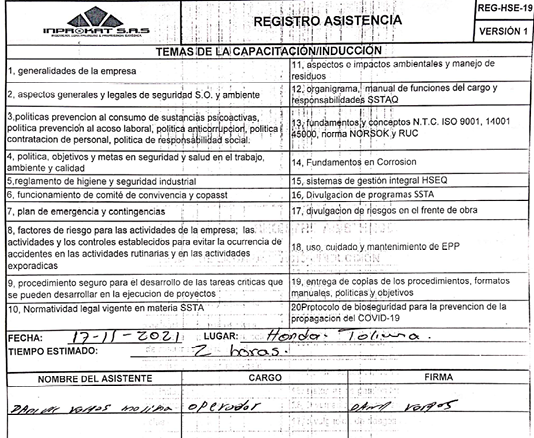 INPROKAT S.A.S
REGISTRO ASISTENCIA
REG-HSE-19
VERSIÓN 1
TEMAS DE LA CAPACITACIÓN/INDUCCIÓN
1, generalidades de la empresa
11, aspectos e impactos ambientales y manejo de
residuos
2, aspectos generales y legales de seguridad S.O. y ambiente
12, organigrama, manual de funciones del cargo y
responsabilidades SSTAQ
3,politicas prevencion al consumo de sustancias psicoactivas,
politica prevención al acoso laboral, politica anticorrupcion, politica
contratacion de personal, politica de responsabilidad social.
13, fundamentos y conceptos N.T.C. ISO 9001, 14001
45000, norma NORSOK y RUC
4, politica, objetivos y metas en seguridad y salud en el trabajo,
ambiente y calidad
14, Fundamentos en Corrosion
5,reglamento de higiene y seguridad industrial
15, sistemas de gestión integral HSEQ
6, funcionamiento de comité de convivencia y copasst
16, Divulgacion de programas SSTA
7, plan de emergencia y contingencias
17, divulgacion de riesgos en el frente de obra
8, factores de riesgo para las actividades de la empresa; las
actividades y los controles establecidos para evitar la ocurrencia de
accidentes en las actividades rutinarias y en las actividades
exporadicas
18, uso, cuidado y mantenimiento de EPP
9, procedimiento seguro para el desarrollo de las tareas criticas que
se pueden desarrollar en la ejecucion de proyectos
19, entrega de copias de los procedimientos, formatos
manuales, politicas y objetivos
10, Normatividad legal vigente en materia SSTA
20Protocolo de bioseguridad para la prevencion de la
propagacion del COVID-19
FECHA: 17-11-2021 LUGAR: Honda. Tolima.
TIEMPO ESTIMADO: 2 horas.
NOMBRE DEL ASISTENTE CARGO FIRMA
vargas molina operador vargas